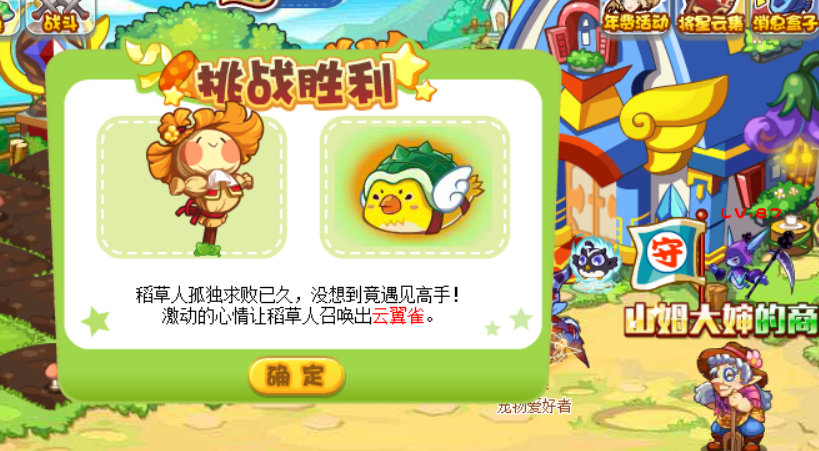 战斗
年费活动
将星云集
消息盒子
挑战胜利
LV.87
守
稻草人孤独求败已久，没想到竟遇见高手！
激动的心情让稻草人召唤出云翼雀。
山姆大婶的商
确定
宠物爱好者